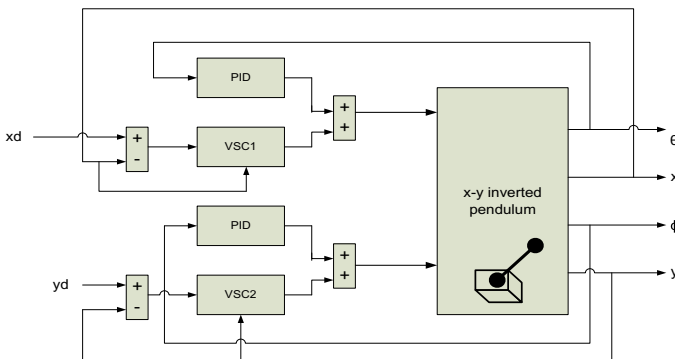 PID
θ
+
+
xd
+
-
VSC1
x
x-y inverted
pendulum
PID
ϕ
+
+
yd
+
-
VSC2
y